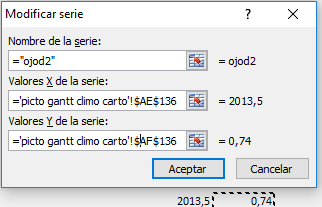 Modificar serie
Nombre de la serie:
="ojod2" = ojod2
Valores X de la serie:
='picto gantt climo carto'!$AE$136 = 2013,5
Valores Y de la serie:
='picto gantt climo carto'!$AF$136 = 0,74
Aceptar Cancelar
2013,5 0,74